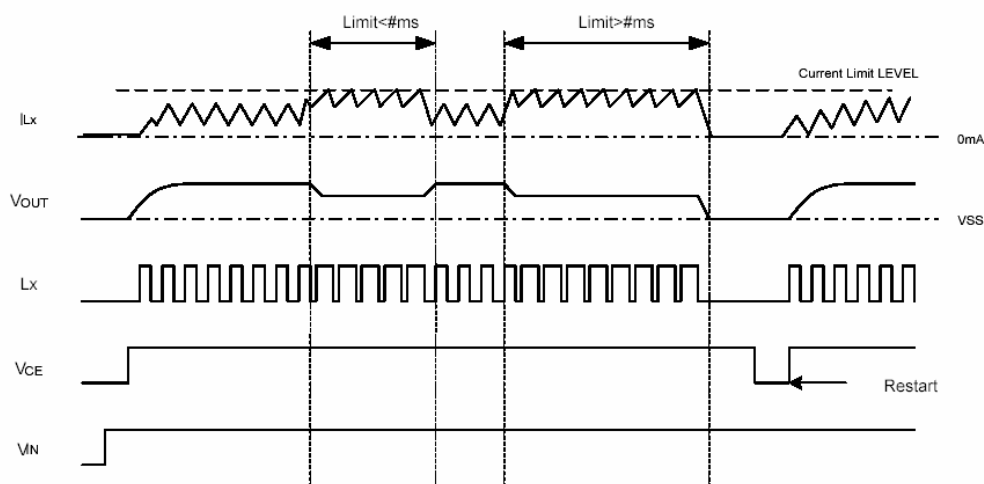 Limit<#ms
Limit>#ms
Current Limit LEVEL
ILx
0mA
VOUT
VSS
Lx
VCE
Restart
VIN